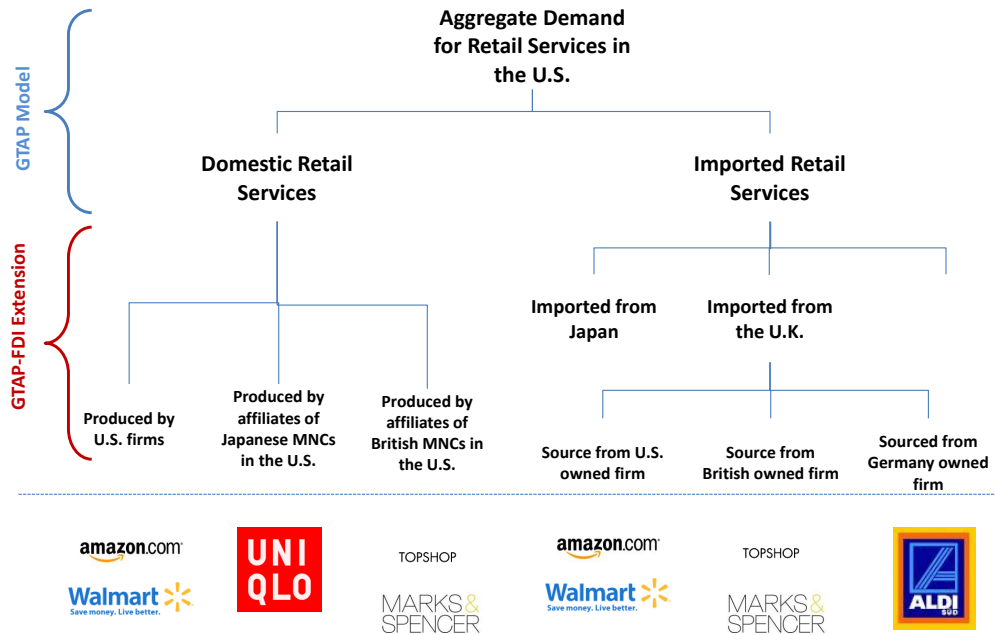 Aggregate Demand
for Retail Services in
the U.S.
GTAP Model
Domestic Retail
Services
Imported Retail
Services
GTAP-FDI Extension
Imported from
Japan
Imported from
the U.K.
Produced by
U.S. firms
Produced by
affiliates of
Japanese MNCs
in the U.S.
Produced by
affiliates of
British MNCs in
the U.S.
Source from U.S.
owned firm
Source from
British owned firm
Sourced from
Germany owned
firm
amazon.com
Walmart
Save money. Live better.
UNI
QLO
TOPSHOP
MARKS&
SPENCER
amazon.com
Walmart
Save money. Live better.
TOPSHOP
MARKS&
SPENCER
ALDI
SÜD